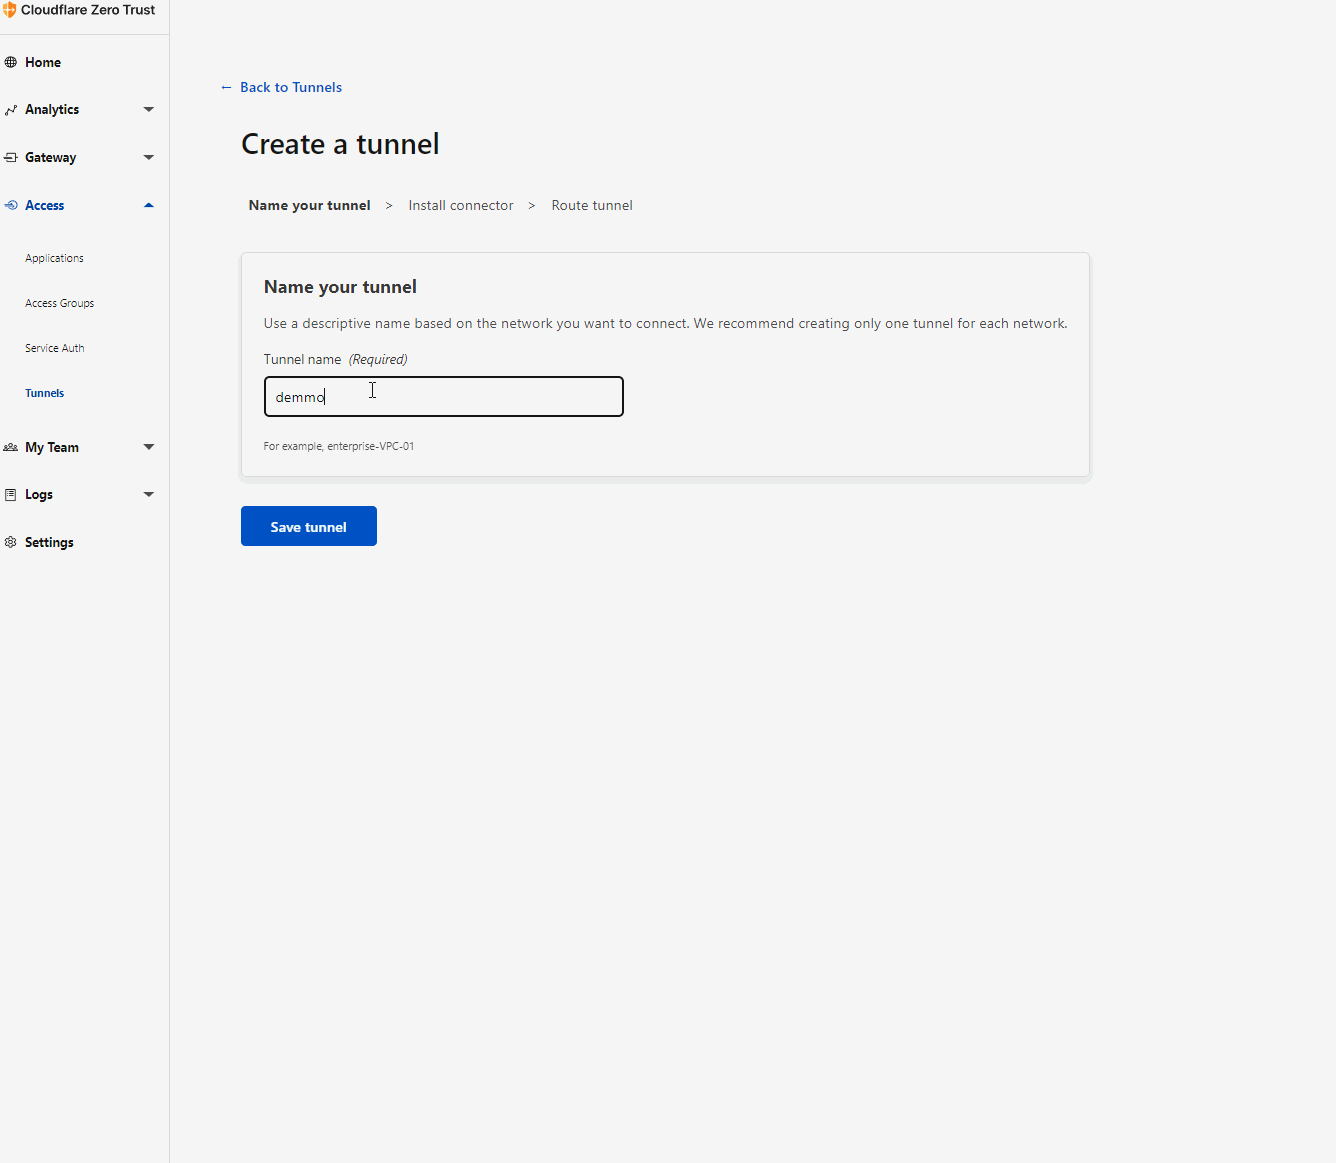 Cloudflare Zero Trust
Home
Analytics
Gateway
Access
Applications
Access Groups
Service Auth
Tunnels
My Team
Logs
Settings
← Back to Tunnels
Create a tunnel
Name your tunnel > Install connector > Route tunnel
Name your tunnel
Use a descriptive name based on the network you want to connect. We recommend creating only one tunnel for each network.
Tunnel name (Required)
demmo
For example, enterprise-VPC-01
Save tunnel